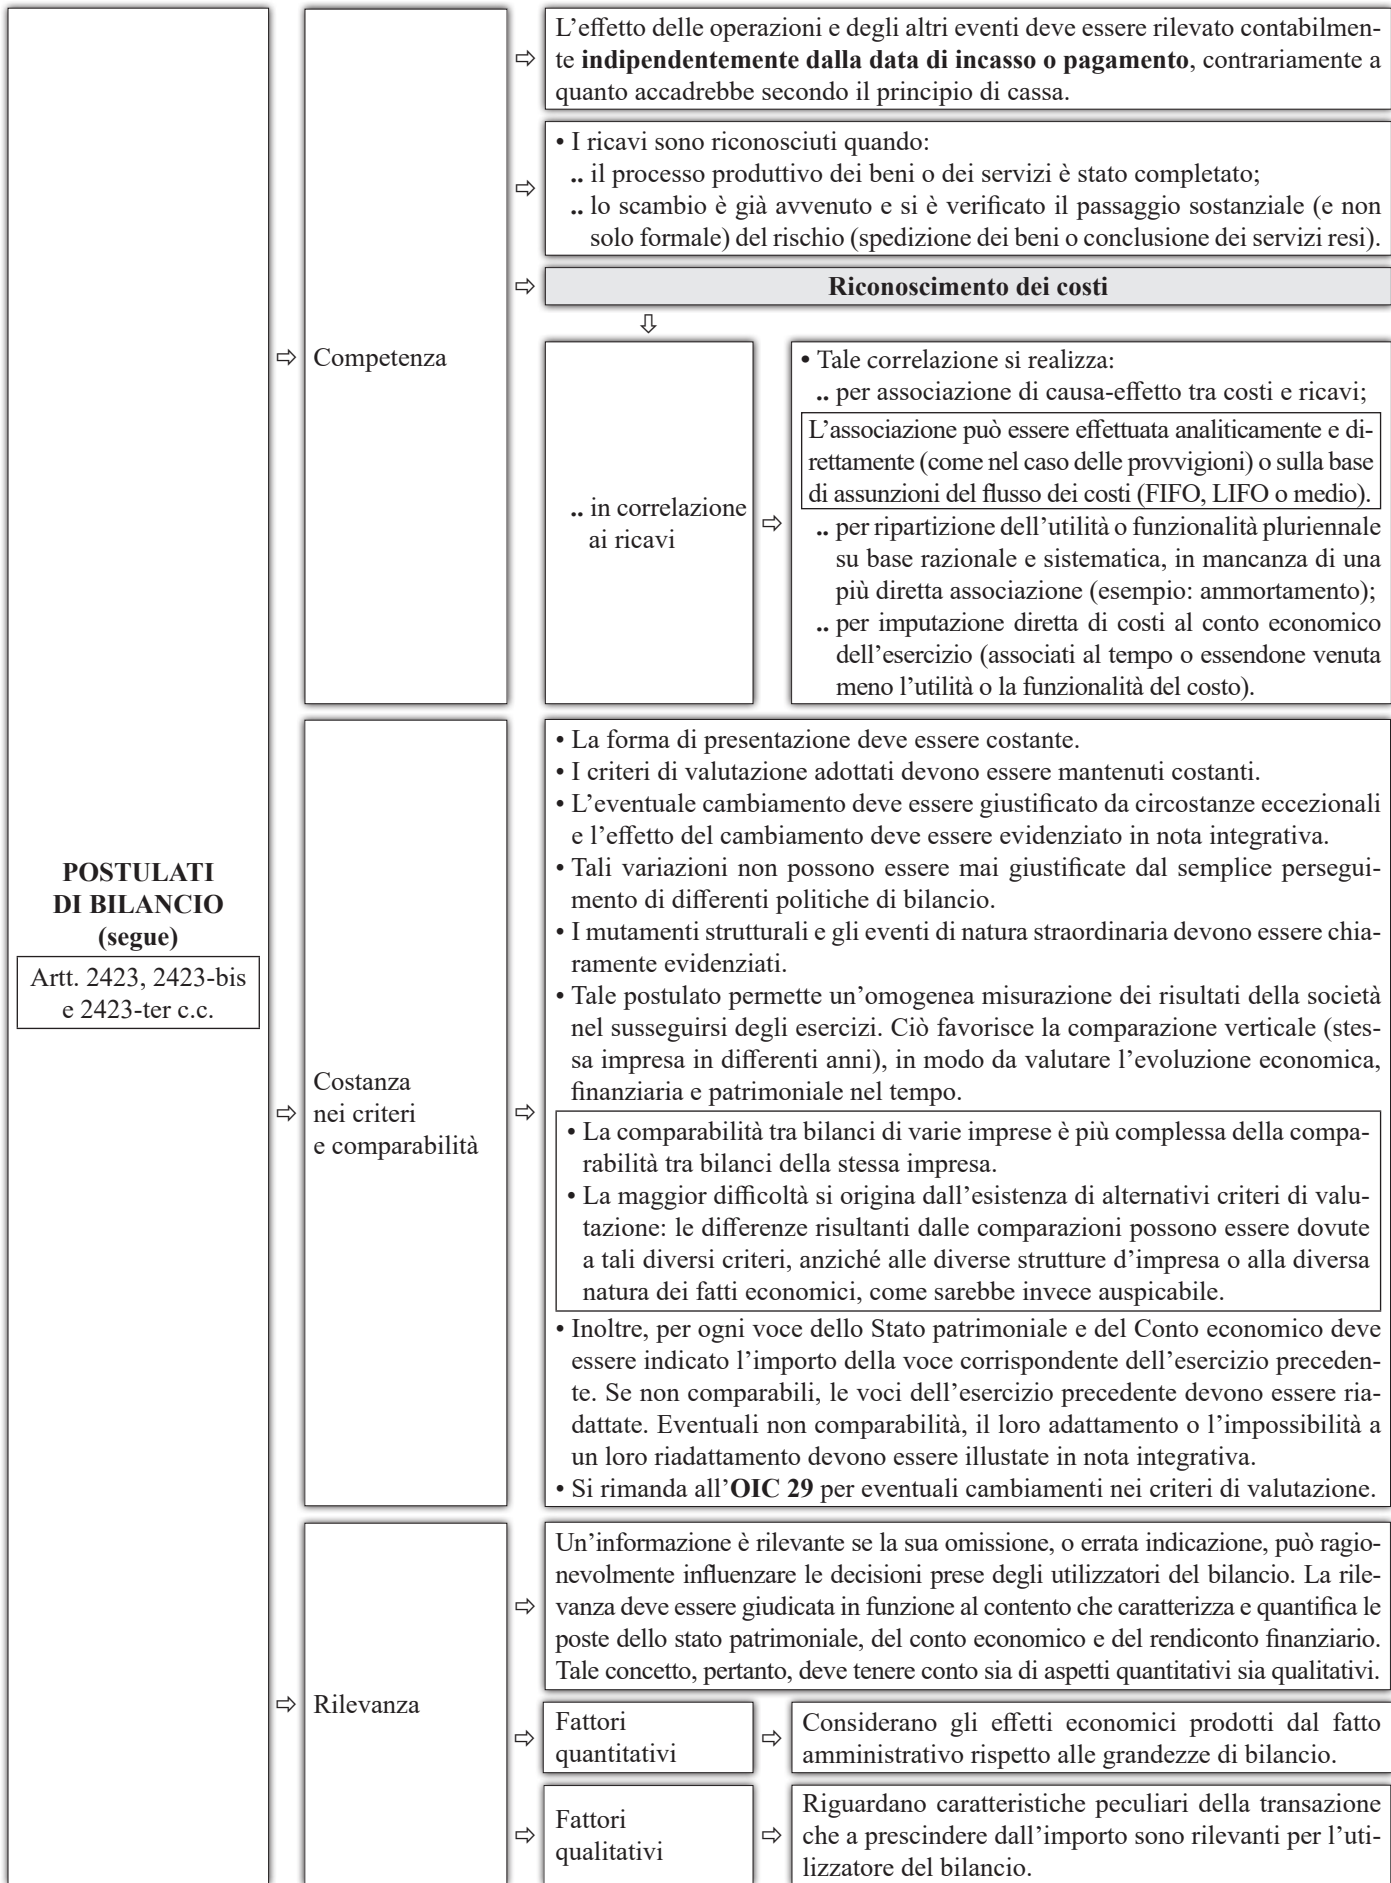 POSTULATI
DI BILANCIO
(segue)
Artt. 2423, 2423-bis
e 2423-ter c.c.
Competenza
L’effetto delle operazioni e degli altri eventi deve essere rilevato contabilmen-
te indipendentemente dalla data di incasso o pagamento, contrariamente a
quanto accadrebbe secondo il principio di cassa.
• I ricavi sono riconosciuti quando:
.. il processo produttivo dei beni o dei servizi è stato completato;
.. lo scambio è già avvenuto e si è verificato il passaggio sostanziale (e non
solo formale) del rischio (spedizione dei beni o conclusione dei servizi resi).
Riconoscimento dei costi
.. in correlazione
ai ricavi
• Tale correlazione si realizza:
.. per associazione di causa-effetto tra costi e ricavi;
L’associazione può essere effettuata analiticamente e di-
rettamente (come nel caso delle provvigioni) o sulla base
di assunzioni del flusso dei costi (FIFO, LIFO o medio).
.. per ripartizione dell’utilità o funzionalità pluriennale
su base razionale e sistematica, in mancanza di una
più diretta associazione (esempio: ammortamento);
.. per imputazione diretta di costi al conto economico
dell’esercizio (associati al tempo o essendone venuta
meno l’utilità o la funzionalità del costo).
Costanza
nei criteri
e comparabilità
• La forma di presentazione deve essere costante.
• I criteri di valutazione adottati devono essere mantenuti costanti.
• L’eventuale cambiamento deve essere giustificato da circostanze eccezionali
e l’effetto del cambiamento deve essere evidenziato in nota integrativa.
• Tali variazioni non possono essere mai giustificate dal semplice persegui-
mento di differenti politiche di bilancio.
• I mutamenti strutturali e gli eventi di natura straordinaria devono essere chia-
ramente evidenziati.
• Tale postulato permette un’omogenea misurazione dei risultati della società
nel susseguirsi degli esercizi. Ciò favorisce la comparazione verticale (stes-
sa impresa in differenti anni), in modo da valutare l’evoluzione economica,
finanziaria e patrimoniale nel tempo.
• La comparabilità tra bilanci di varie imprese è più complessa della compa-
rabilità tra bilanci della stessa impresa.
• La maggior difficoltà si origina dall’esistenza di alternativi criteri di valu-
tazione: le differenze risultanti dalle comparazioni possono essere dovute
a tali diversi criteri, anziché alle diverse strutture d’impresa o alla diversa
natura dei fatti economici, come sarebbe invece auspicabile.
• Inoltre, per ogni voce dello Stato patrimoniale e del Conto economico deve
essere indicato l’importo della voce corrispondente dell’esercizio preceden-
te. Se non comparabili, le voci dell’esercizio precedente devono essere ria-
dattate. Eventuali non comparabilità, il loro adattamento o l’impossibilità a
un loro riadattamento devono essere illustate in nota integrativa.
• Si rimanda all’OIC 29 per eventuali cambiamenti nei criteri di valutazione.
Rilevanza
Un’informazione è rilevante se la sua omissione, o errata indicazione, può ragio-
nevolmente influenzare le decisioni prese degli utilizzatori del bilancio. La rile-
vanza deve essere giudicata in funzione al contento che caratterizza e quantifica le
poste dello stato patrimoniale, del conto economico e del rendiconto finanziario.
Tale concetto, pertanto, deve tenere conto sia di aspetti quantitativi sia qualitativi.
Fattori
quantitativi
Considerano gli effetti economici prodotti dal fatto
amministrativo rispetto alle grandezze di bilancio.
Fattori
qualitativi
Riguardano caratteristiche peculiari della transazione
che a prescindere dall’importo sono rilevanti per l’uti-
lizzatore del bilancio.